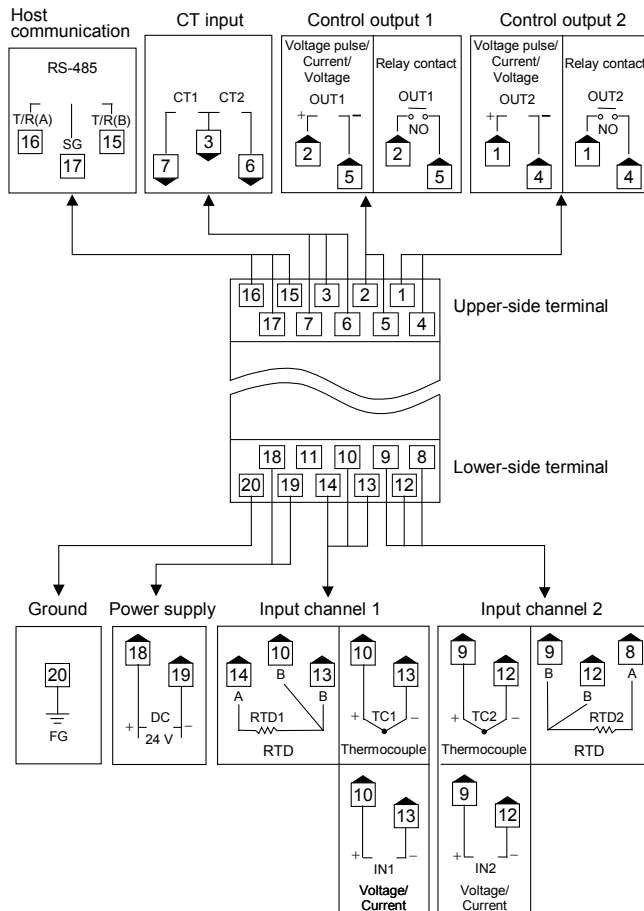 Host
communication
CT input
Control output 1
Control output 2
RS-485
T/R(A)
T/R(B)
16
SG
15
17
CT1
CT2
3
7
6
Voltage pulse/
Current/
Voltage
Relay contact
OUT1
OUT1
+
−
NO
2
5
2
5
Voltage pulse/
Current/
Voltage
Relay contact
OUT2
OUT2
+
−
NO
1
4
1
4
16
15
3
2
1
17
7
6
5
4
Upper-side terminal
18
11
10
9
8
20
19
14
13
12
Lower-side terminal
Ground
Power supply
Input channel 1
Input channel 2
20
FG
18
19
+
DC
−
24 V
14
10
13
A
B
B
RTD1
RTD
10
13
+
TC1
−
Thermocouple
9
12
+
TC2
−
Thermocouple
9
12
8
B
B
A
RTD2
RTD
10
13
+
−
IN1
Voltage/
Current
9
12
+
−
IN2
Voltage/
Current